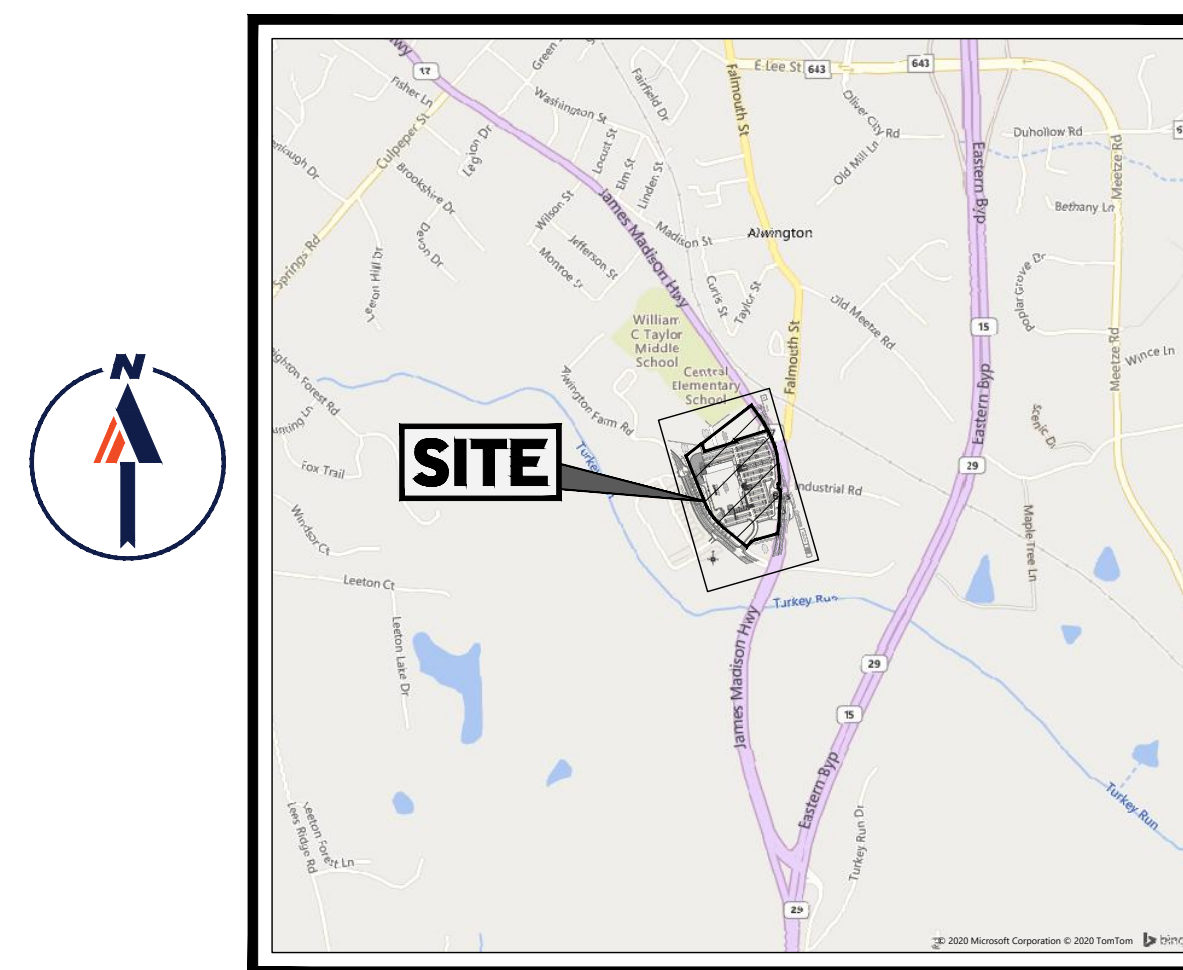 Hwy
17
Green
Fisher Ln
Washington St
Fairfield Dr
Falmouth St
E Lee St
643
643
Oliver City Rd
Old Mill Ln
Duhollow Rd
Meetze Rd
Culpeper St
Legion Dr
Locust St
Elm St
Linden St
Eastern Byp
Brookshire Dr
Wilson St
James Madison Hwy
Madison St
Alwington
Bethany Ln
Springs Rd
Devon Dr
Jefferson St
Monroe St
Leeton Hill Dr
Curtis St
Taylor St
Old Meetze Rd
Poplar Grove Dr
William
C Taylor
Middle
School
15
Falmouth St
Meetze Rd
Wince Ln
Central
Elementary
School
Alwington Farm Rd
Eastern Byp
Scenic Dr
N
SITE
Fox Trail
29
Industrial Rd
Windsor Ct
Maple Tree Ln
Leeton Ct
Turkey Run
Leeton Lake Dr
James Madison Hwy
29
15
Eastern Byp
Turkey Run
Turkey Run Dr
Lees Ridge Rd
Leeton Forest Ln
29
© 2020 Microsoft Corporation © 2020 TomTom
bing